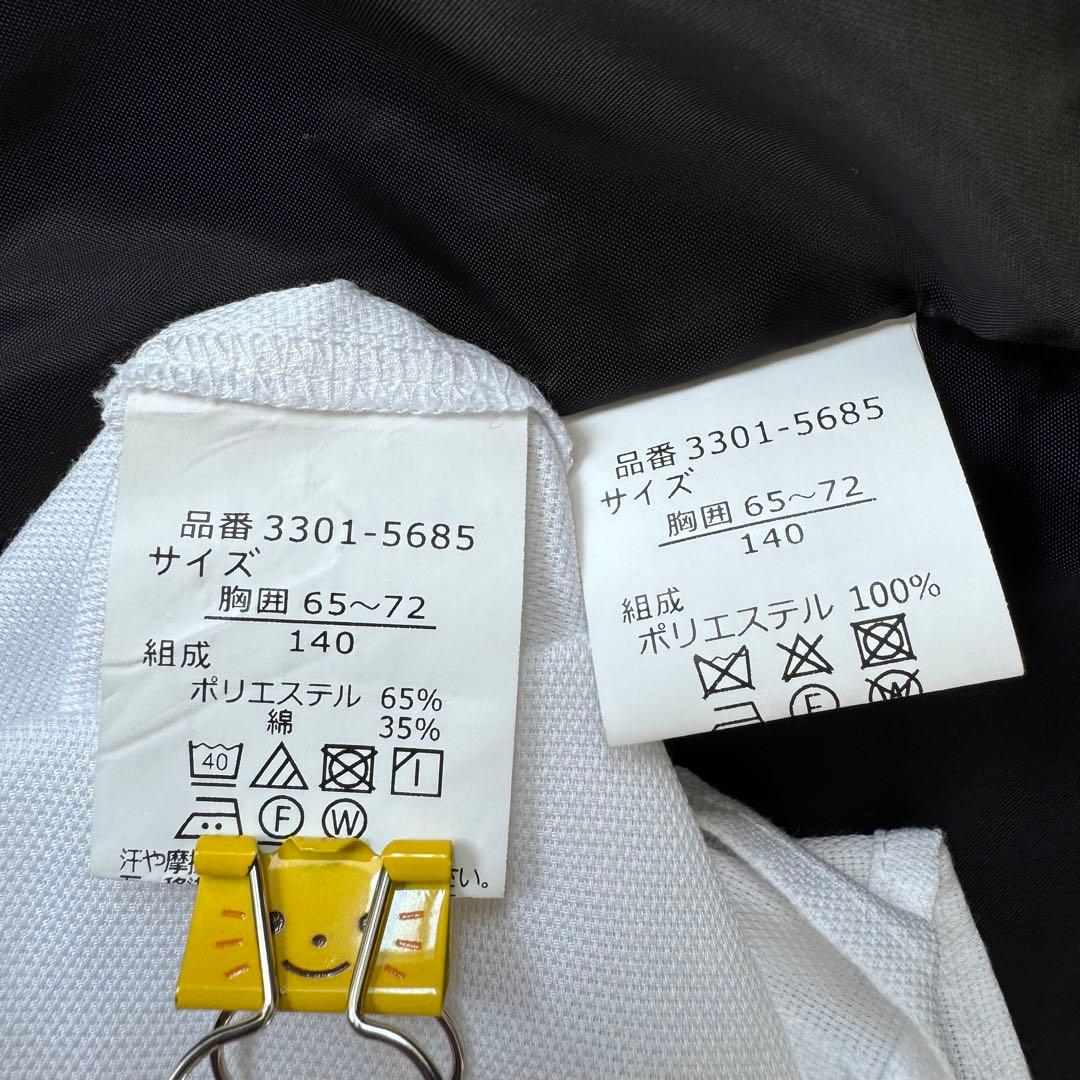 品番 3301-5685
サイズ
胸囲 65～72
140
組成
ポリエステル 65%
綿 35%
40
F W
汗や摩
さい。
品番 3301-5685
サイズ
胸囲 65～72
140
組成
ポリエステル 100%
F W